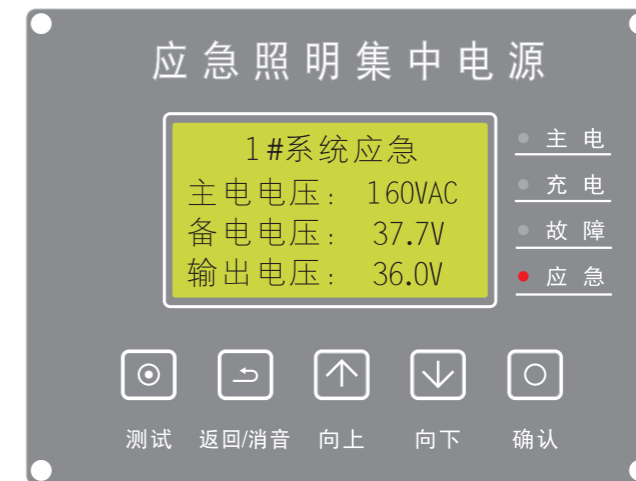 应急照明集中电源
1#系统应急
主电电压： 160VAC
备电电压： 37.7V
输出电压： 36.0V
主电
充电
故障
应急
测试 返回/消音 向上 向下 确认